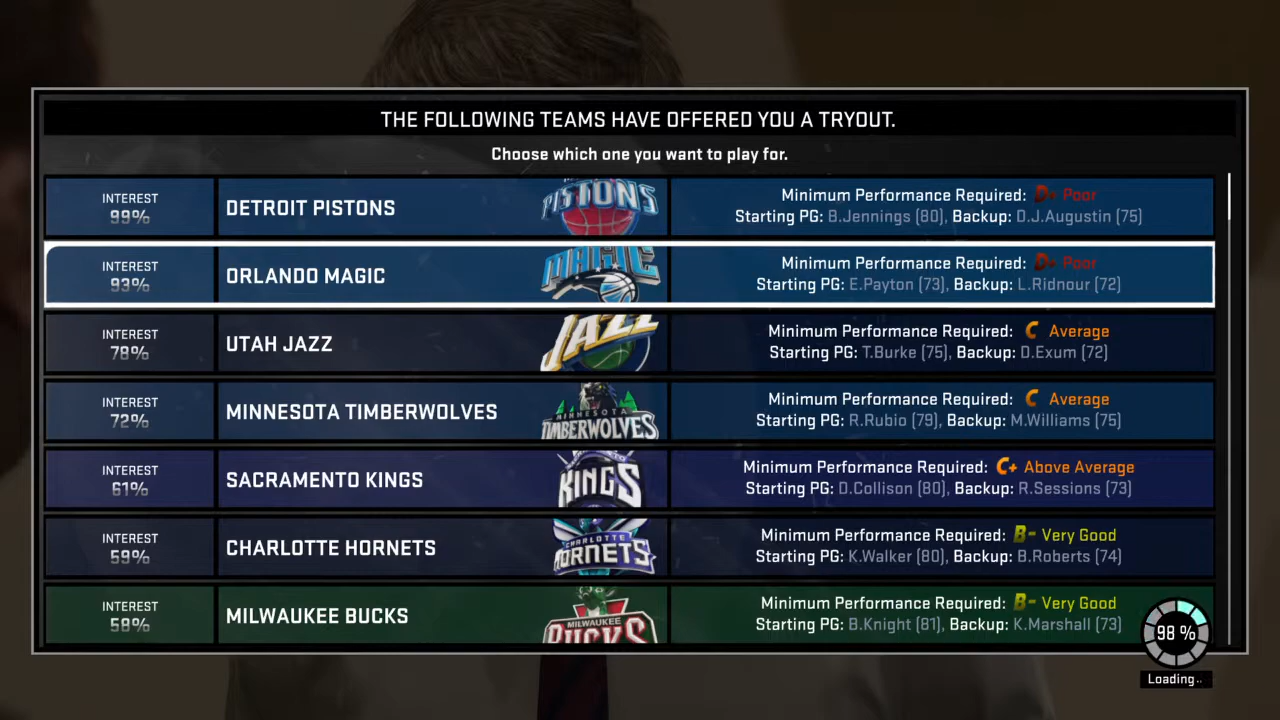 THE FOLLOWING TEAMS HAVE OFFERED YOU A TRYOUT.
Choose which one you want to play for.
INTEREST
99%
DETROIT PISTONS
PISTONS
Minimum Performance Required: D+ Poor
Starting PG: B.Jennings (80), Backup: D.J.Augustin (75)
INTEREST
93%
ORLANDO MAGIC
MAGIC
Minimum Performance Required: D+ Poor
Starting PG: E.Payton (73), Backup: L.Ridnour (72)
INTEREST
78%
UTAH JAZZ
JAZZ
Minimum Performance Required: C Average
Starting PG: T.Burke (75), Backup: D.Exum (72)
INTEREST
72%
MINNESOTA TIMBERWOLVES
MINNESOTA
TIMBERWOLVES
Minimum Performance Required: C Average
Starting PG: R.Rubio (79), Backup: M.Williams (75)
INTEREST
61%
SACRAMENTO KINGS
KINGS
Minimum Performance Required: C+ Above Average
Starting PG: D.Collison (80), Backup: R.Sessions (73)
INTEREST
59%
CHARLOTTE HORNETS
CHARLOTTE
HORNETS
Minimum Performance Required: B- Very Good
Starting PG: K.Walker (80), Backup: B.Roberts (74)
INTEREST
58%
MILWAUKEE BUCKS
MILWAUKEE
BUCKS
Minimum Performance Required: B- Very Good
Starting PG: B.Knight (81), Backup: K.Marshall (73)
98 %
Loading..